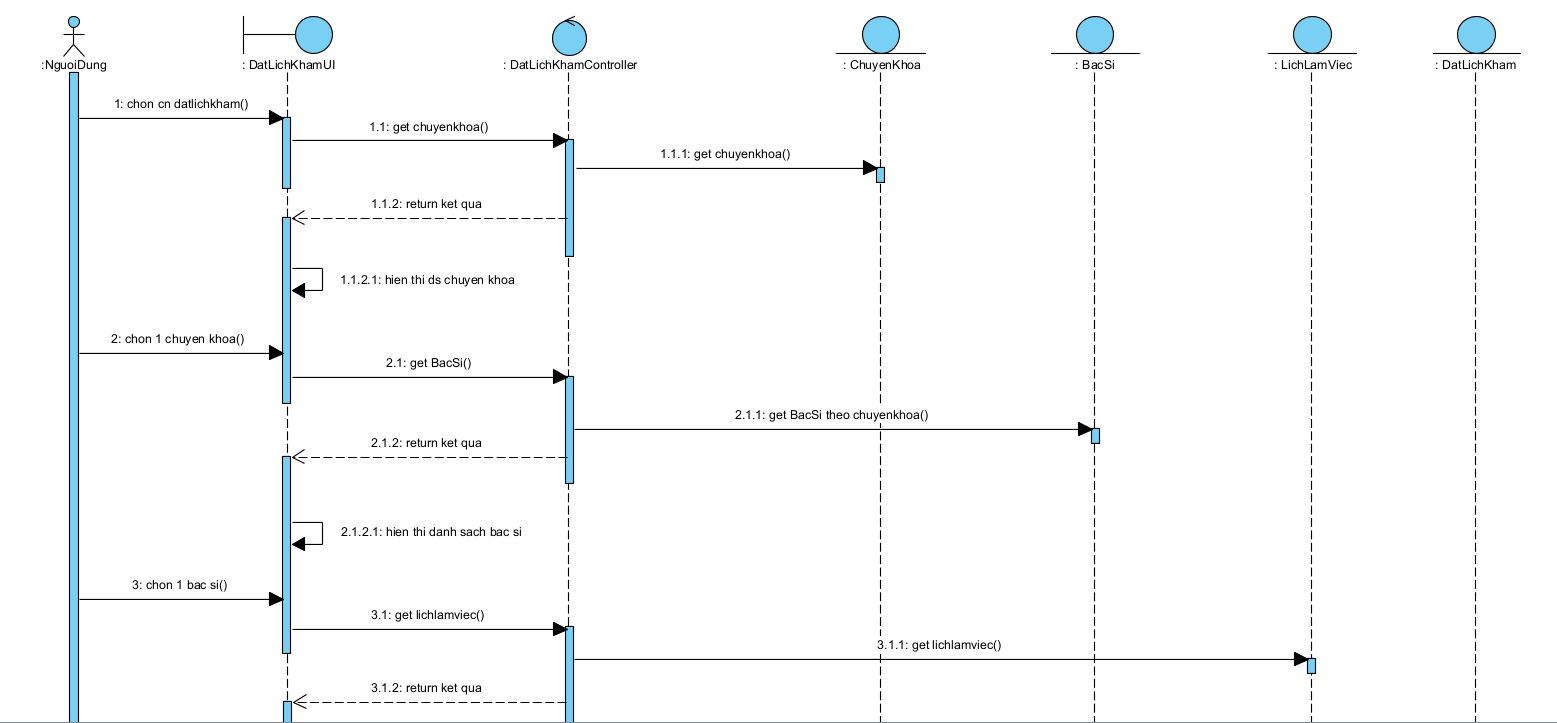 :NguoiDung
: DatLichKhamUI
: DatLichKhamController
: ChuyenKhoa
: BacSi
: LichLamViec
: DatLichKham
1: chon cn datlichkham()
1.1: get chuyenkhoa()
1.1.1: get chuyenkhoa()
1.1.2: return ket qua
1.1.2.1: hien thi ds chuyen khoa
2: chon 1 chuyen khoa()
2.1: get BacSi()
2.1.1: get BacSi theo chuyenkhoa()
2.1.2: return ket qua
2.1.2.1: hien thi danh sach bac si
3: chon 1 bac si()
3.1: get lichlamviec()
3.1.1: get lichlamviec()
3.1.2: return ket qua